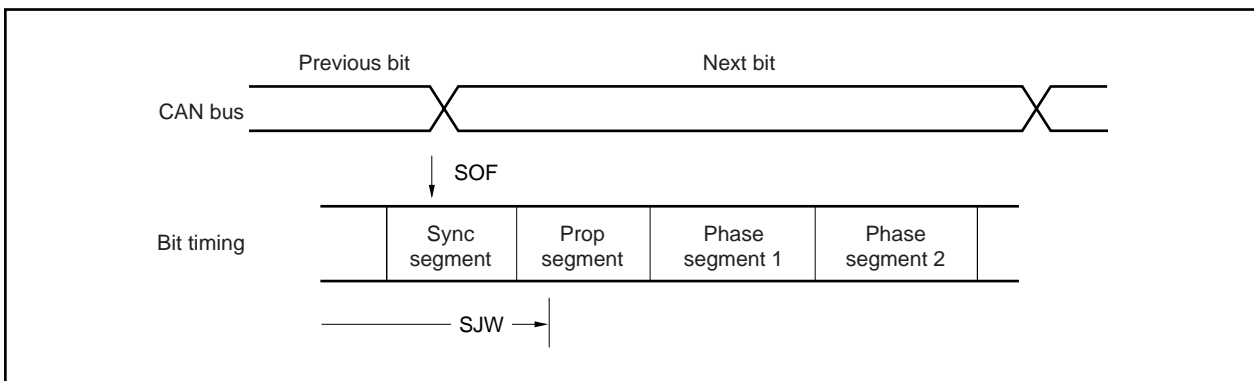 Previous bit
Next bit
CAN bus
SOF
Bit timing
Sync
segment
Prop
segment
Phase
segment 1
Phase
segment 2
SJW